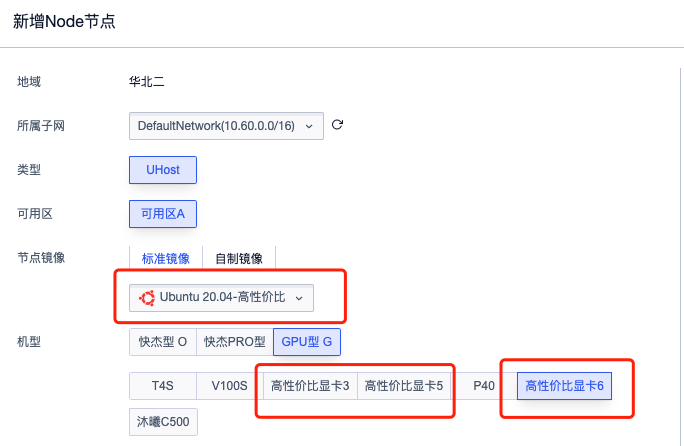 新增Node节点
地域 华北二
所属子网 DefaultNetwork(10.60.0.0/16)
类型 UHost
可用区 可用区A
节点镜像 标准镜像 自制镜像
Ubuntu 20.04-高性价比
机型 快杰型 O 快杰PRO型 GPU型 G
T4S V100S 高性价比显卡3 高性价比显卡5 P40 高性价比显卡6
沐曦C500